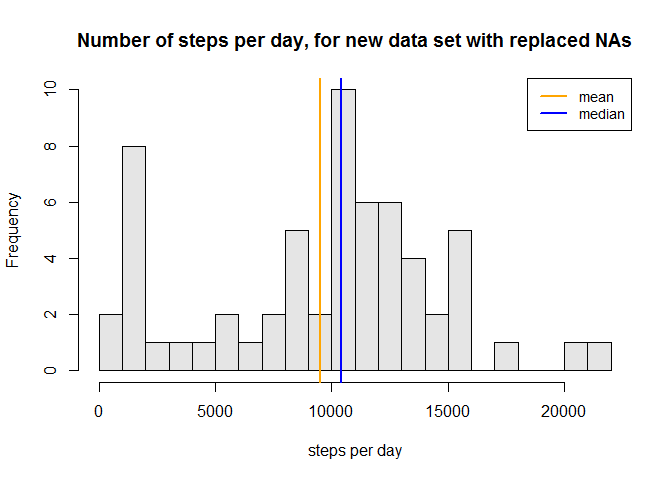 Number of steps per day, for new data set with replaced NAs
mean
median
Frequency
10
8
6
4
2
0
0 5000 10000 15000 20000
steps per day